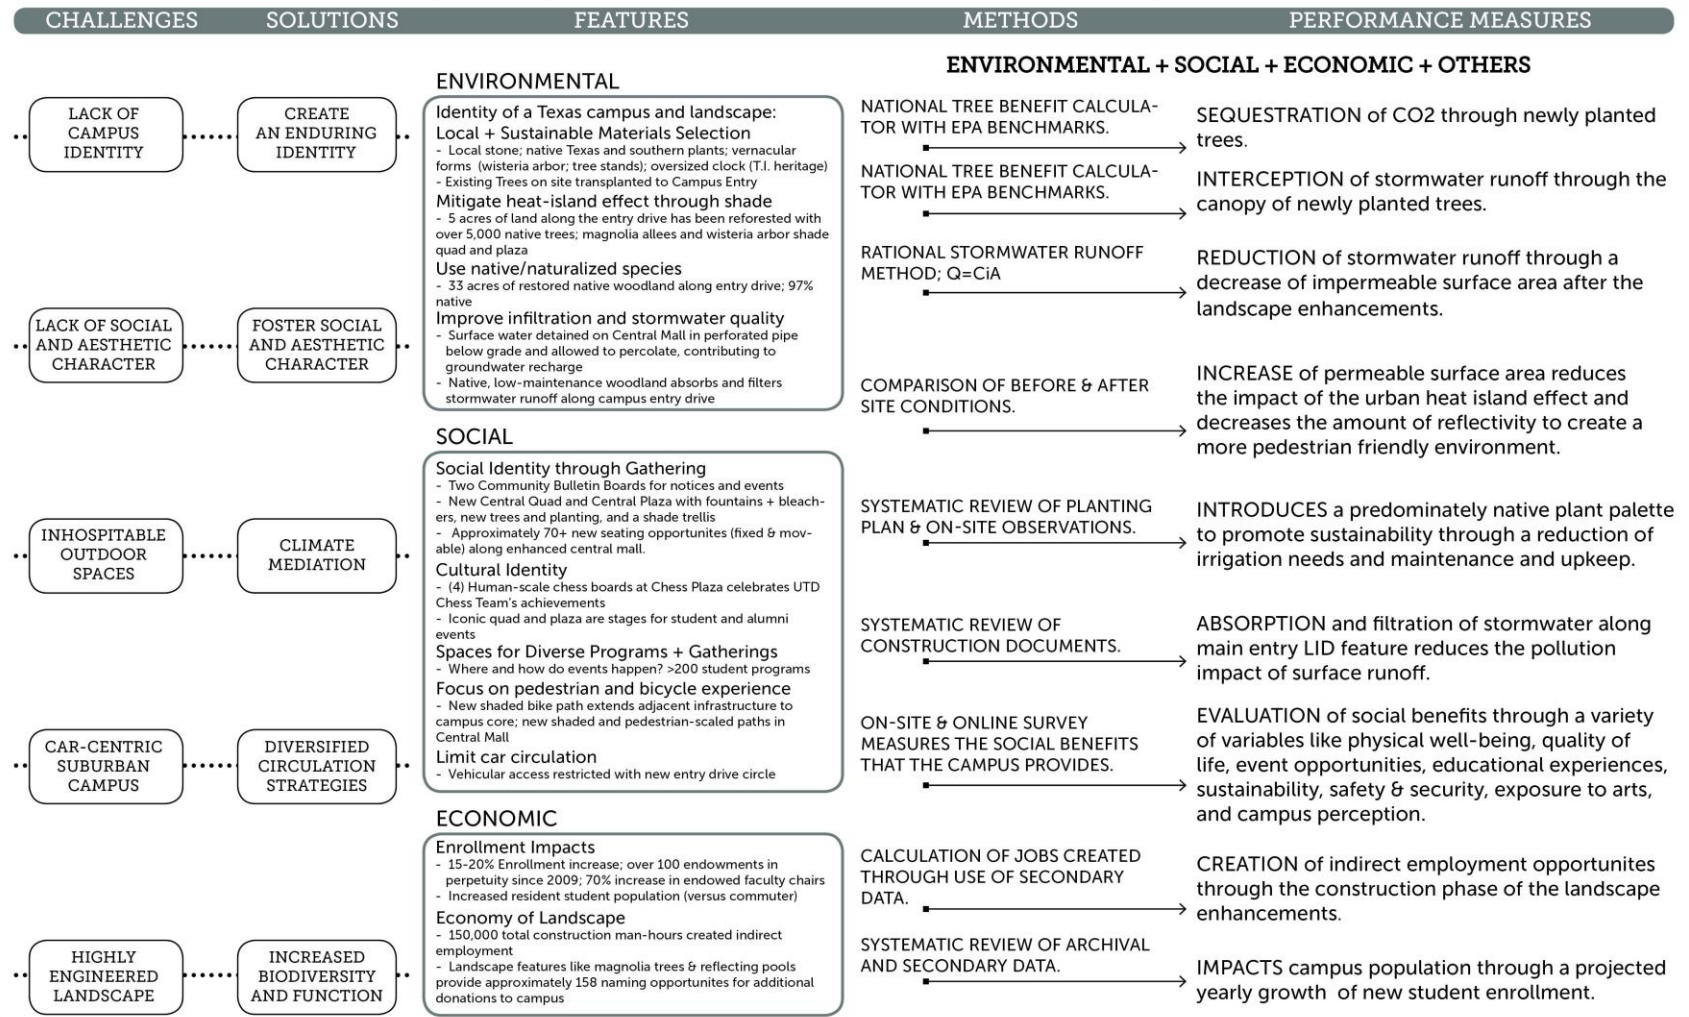 CHALLENGES
SOLUTIONS
FEATURES
METHODS
PERFORMANCE MEASURES
LACK OF
CAMPUS
IDENTITY
LACK OF SOCIAL
AND AESTHETIC
CHARACTER
INHOSPITABLE
OUTDOOR
SPACES
CAR-CENTRIC
SUBURBAN
CAMPUS
HIGHLY
ENGINEERED
LANDSCAPE
CREATE
AN ENDURING
IDENTITY
FOSTER SOCIAL
AND AESTHETIC
CHARACTER
CLIMATE
MEDIATION
DIVERSIFIED
CIRCULATION
STRATEGIES
INCREASED
BIODIVERSITY
AND FUNCTION
ENVIRONMENTAL
Identity of a Texas campus and landscape:
Local + Sustainable Materials Selection
- Local stone; native Texas and southern plants; vernacular
forms (wisteria arbor; tree stands); oversized clock (T.I. heritage)
- Existing Trees on site transplanted to Campus Entry
Mitigate heat-island effect through shade
- 5 acres of land along the entry drive has been reforested with
over 5,000 native trees; magnolia allees and wisteria arbor shade
quad and plaza
Use native/naturalized species
- 33 acres of restored native woodland along entry drive; 97%
native
Improve infiltration and stormwater quality
- Surface water detained on Central Mall in perforated pipe
below grade and allowed to percolate, contributing to
groundwater recharge
- Native, low-maintenance woodland absorbs and filters
stormwater runoff along campus entry drive
SOCIAL
Social Identity through Gathering
- Two Community Bulletin Boards for notices and events
- New Central Quad and Central Plaza with fountains + bleach-
ers, new trees and planting, and a shade trellis
- Approximately 70+ new seating opportunites (fixed & mov-
able) along enhanced central mall.
Cultural Identity
- (4) Human-scale chess boards at Chess Plaza celebrates UTD
Chess Team's achievements
- Iconic quad and plaza are stages for student and alumni
events
Spaces for Diverse Programs + Gatherings
- Where and how do events happen? >200 student programs
Focus on pedestrian and bicycle experience
- New shaded bike path extends adjacent infrastructure to
campus core; new shaded and pedestrian-scaled paths in
Central Mall
Limit car circulation
- Vehicular access restricted with new entry drive circle
ECONOMIC
Enrollment Impacts
- 15-20% Enrollment increase; over 100 endowments in
perpetuity since 2009; 70% increase in endowed faculty chairs
- Increased resident student population (versus commuter)
Economy of Landscape
- 150,000 total construction man-hours created indirect
employment
- Landscape features like magnolia trees & reflecting pools
provide approximately 158 naming opportunites for additional
donations to campus
ENVIRONMENTAL + SOCIAL + ECONOMIC + OTHERS
NATIONAL TREE BENEFIT CALCULA-
TOR WITH EPA BENCHMARKS.
SEQUESTRATION of CO2 through newly planted
trees.
NATIONAL TREE BENEFIT CALCULA-
TOR WITH EPA BENCHMARKS.
INTERCEPTION of stormwater runoff through the
canopy of newly planted trees.
RATIONAL STORMWATER RUNOFF
METHOD; Q=CiA
REDUCTION of stormwater runoff through a
decrease of impermeable surface area after the
landscape enhancements.
COMPARISON OF BEFORE & AFTER
SITE CONDITIONS.
INCREASE of permeable surface area reduces
the impact of the urban heat island effect and
decreases the amount of reflectivity to create a
more pedestrian friendly environment.
SYSTEMATIC REVIEW OF PLANTING
PLAN & ON-SITE OBSERVATIONS.
INTRODUCES a predominately native plant palette
to promote sustainability through a reduction of
irrigation needs and maintenance and upkeep.
SYSTEMATIC REVIEW OF
CONSTRUCTION DOCUMENTS.
ABSORPTION and filtration of stormwater along
main entry LID feature reduces the pollution
impact of surface runoff.
ON-SITE & ONLINE SURVEY
MEASURES THE SOCIAL BENEFITS
THAT THE CAMPUS PROVIDES.
EVALUATION of social benefits through a variety
of variables like physical well-being, quality of
life, event opportunities, educational experiences,
sustainability, safety & security, exposure to arts,
and campus perception.
CALCULATION OF JOBS CREATED
THROUGH USE OF SECONDARY
DATA.
CREATION of indirect employment opportunites
through the construction phase of the landscape
enhancements.
SYSTEMATIC REVIEW OF ARCHIVAL
AND SECONDARY DATA.
IMPACTS campus population through a projected
yearly growth of new student enrollment.